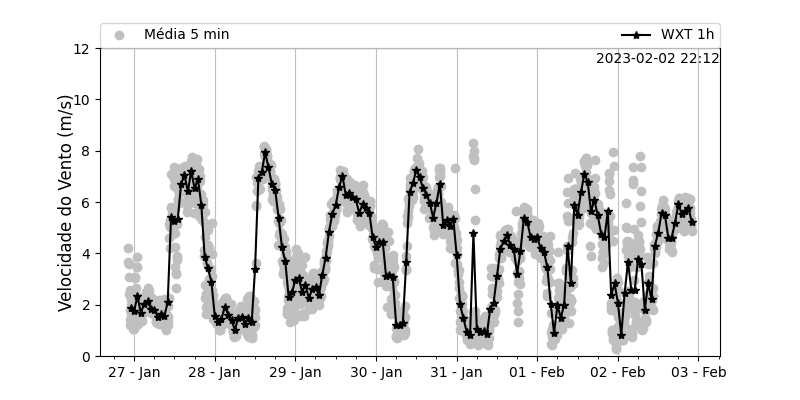 Média 5 min
WXT 1h
2023-02-02 22:12
Velocidade do Vento (m/s)
12
10
8
6
4
2
0
27 - Jan
28 - Jan
29 - Jan
30 - Jan
31 - Jan
01 - Feb
02 - Feb
03 - Feb